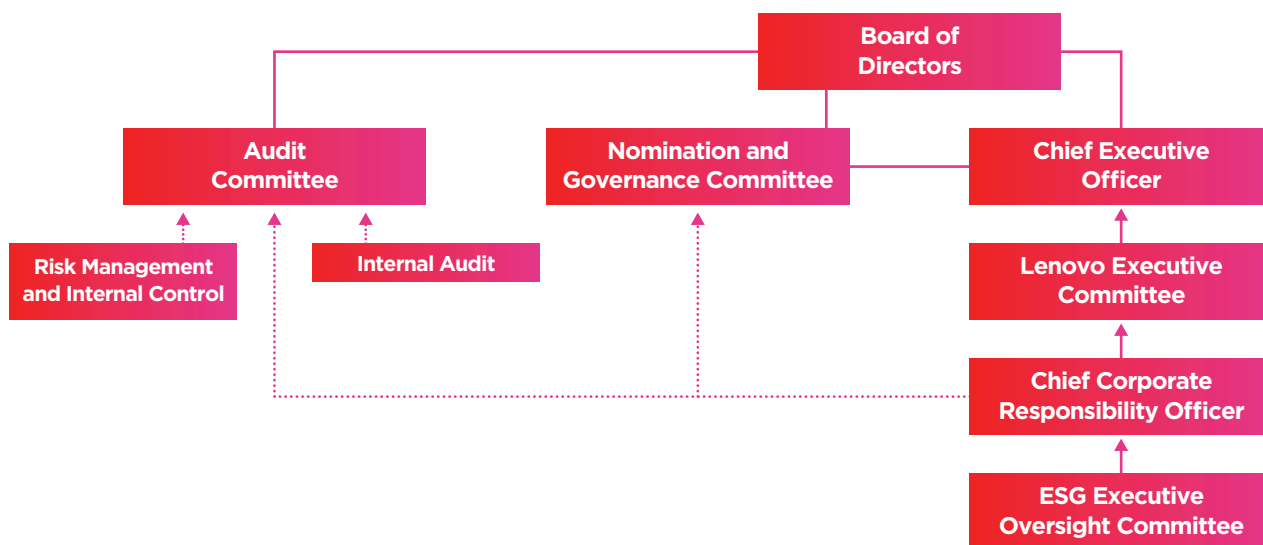 Board of
Directors
Audit
Committee
Nomination and
Governance Committee
Chief Executive
Officer
Risk Management
and Internal Control
Internal Audit
Lenovo Executive
Committee
Chief Corporate
Responsibility Officer
ESG Executive
Oversight Committee